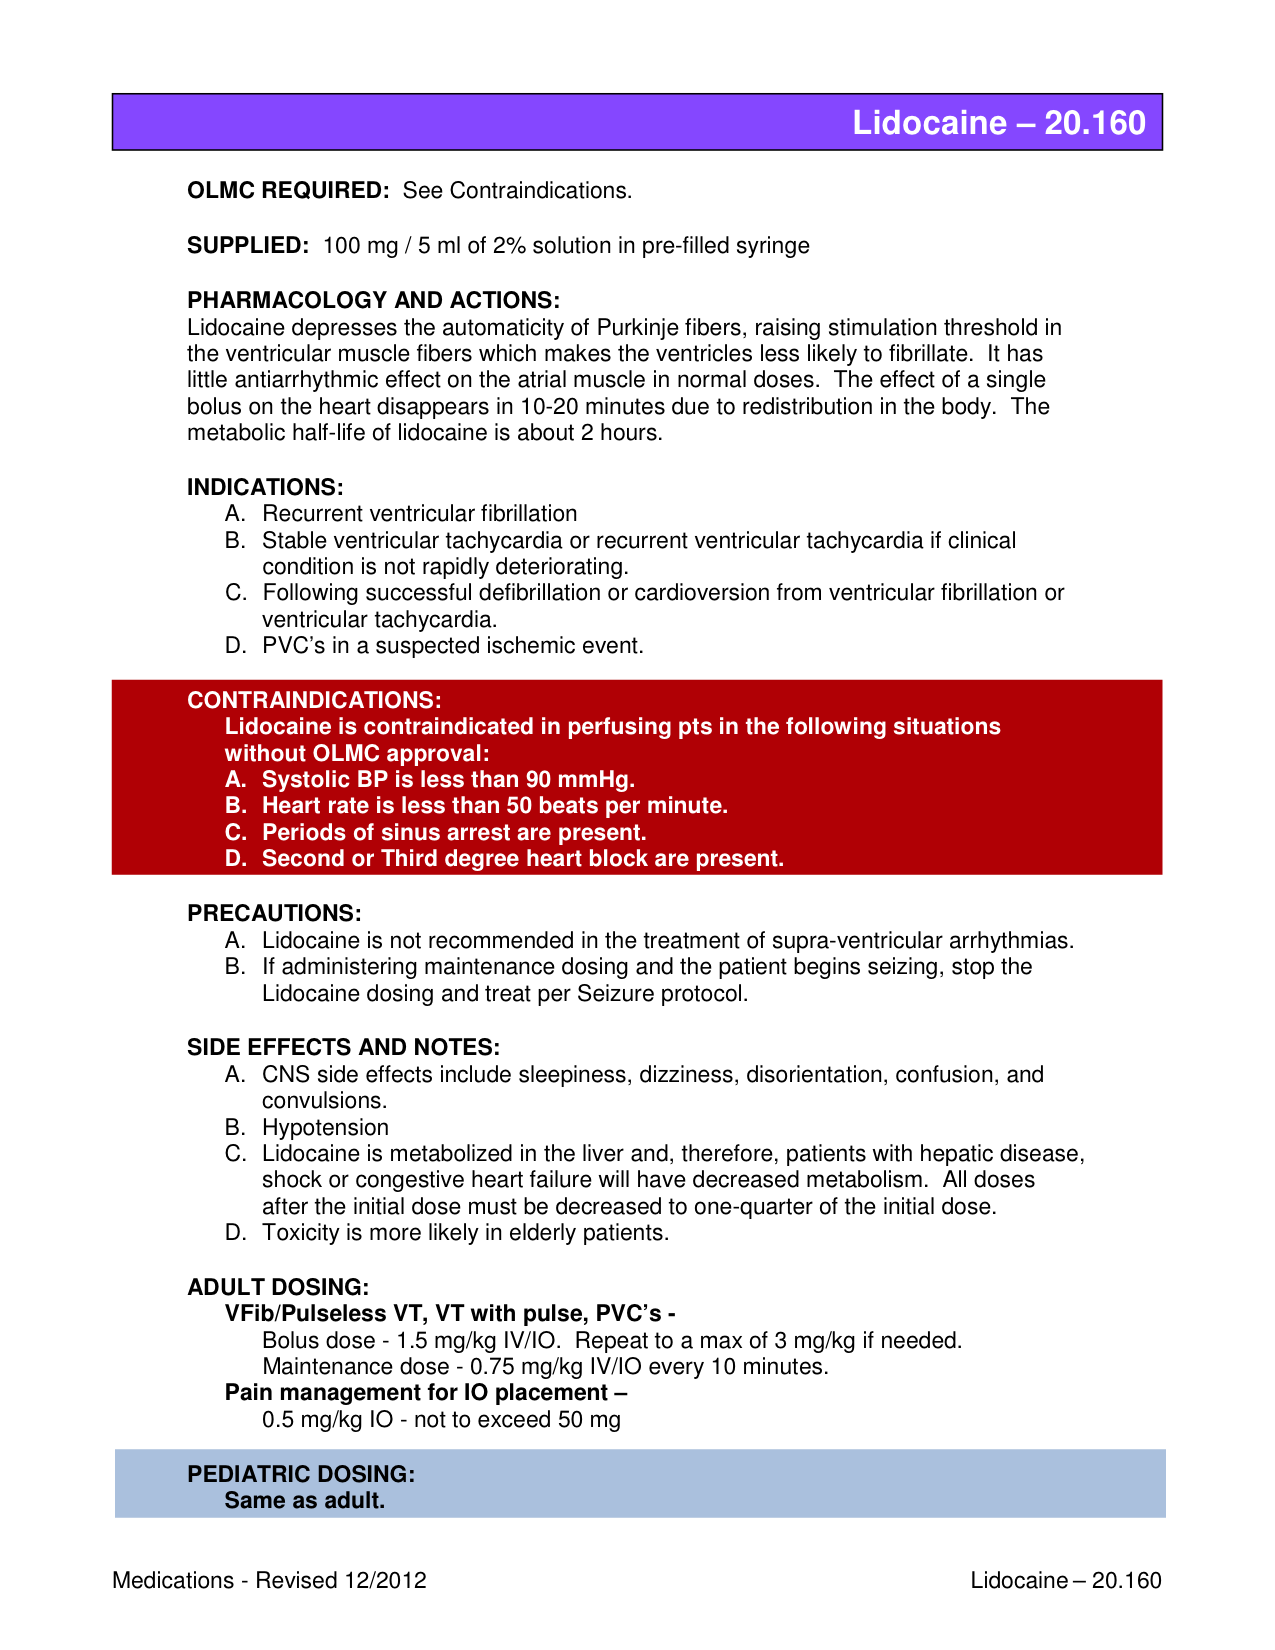 Lidocaine – 20.160
OLMC REQUIRED:  See Contraindications.
SUPPLIED:  100 mg / 5 ml of 2% solution in pre-filled syringe
PHARMACOLOGY AND ACTIONS:
Lidocaine depresses the automaticity of Purkinje fibers, raising stimulation threshold in
the ventricular muscle fibers which makes the ventricles less likely to fibrillate.  It has
little antiarrhythmic effect on the atrial muscle in normal doses.  The effect of a single
bolus on the heart disappears in 10-20 minutes due to redistribution in the body.  The
metabolic half-life of lidocaine is about 2 hours.
INDICATIONS:
A. Recurrent ventricular fibrillation
B. Stable ventricular tachycardia or recurrent ventricular tachycardia if clinical
condition is not rapidly deteriorating.
C. Following successful defibrillation or cardioversion from ventricular fibrillation or
ventricular tachycardia.
D. PVC’s in a suspected ischemic event.
CONTRAINDICATIONS:
Lidocaine is contraindicated in perfusing pts in the following situations
without OLMC approval:
A. Systolic BP is less than 90 mmHg.
B. Heart rate is less than 50 beats per minute.
C. Periods of sinus arrest are present.
D. Second or Third degree heart block are present.
PRECAUTIONS:
A. Lidocaine is not recommended in the treatment of supra-ventricular arrhythmias.
B. If administering maintenance dosing and the patient begins seizing, stop the
Lidocaine dosing and treat per Seizure protocol.
SIDE EFFECTS AND NOTES:
A. CNS side effects include sleepiness, dizziness, disorientation, confusion, and
convulsions.
B. Hypotension
C. Lidocaine is metabolized in the liver and, therefore, patients with hepatic disease,
shock or congestive heart failure will have decreased metabolism.  All doses
after the initial dose must be decreased to one-quarter of the initial dose.
D. Toxicity is more likely in elderly patients.
ADULT DOSING:
VFib/Pulseless VT, VT with pulse, PVC’s -
Bolus dose - 1.5 mg/kg IV/IO.  Repeat to a max of 3 mg/kg if needed.
Maintenance dose - 0.75 mg/kg IV/IO every 10 minutes.
Pain management for IO placement –
0.5 mg/kg IO - not to exceed 50 mg
PEDIATRIC DOSING:
Same as adult.
Medications - Revised 12/2012
Lidocaine – 20.160